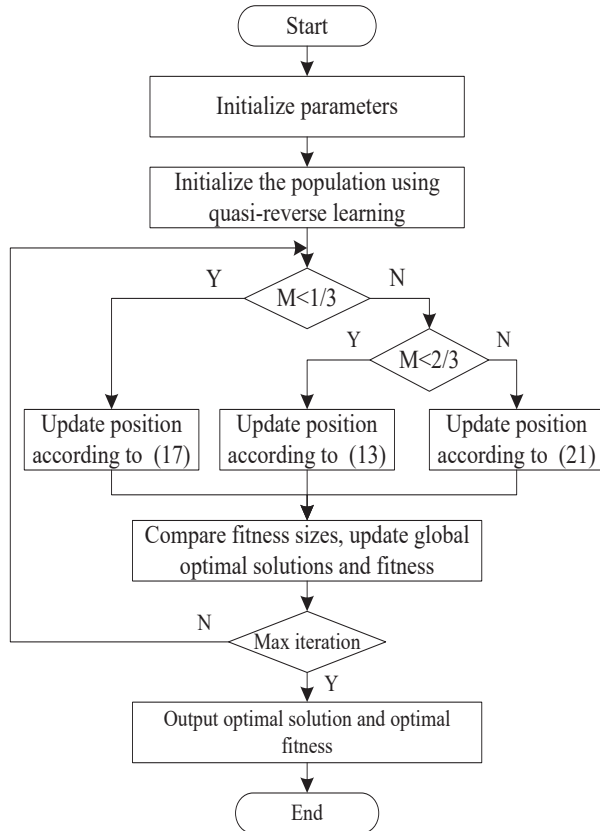 Start
Initialize parameters
Initialize the population using
quasi-reverse learning
Y
M<1/3
N
Y
M<2/3
N
Update position
according to (17)
Update position
according to (13)
Update position
according to (21)
Compare fitness sizes, update global
optimal solutions and fitness
N
Max iteration
Y
Output optimal solution and optimal
fitness
End